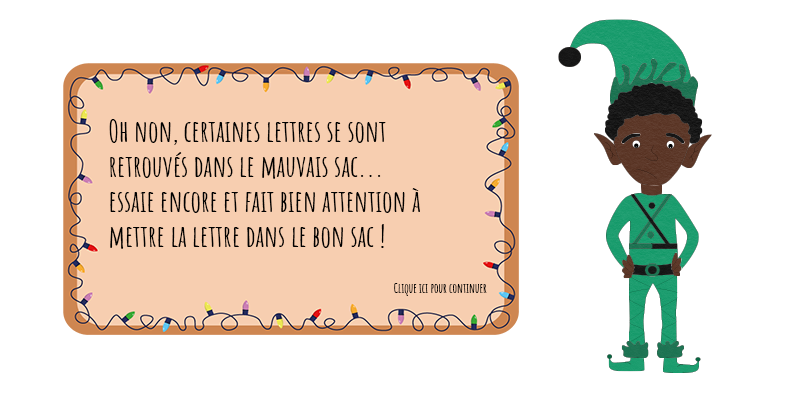 Oh non, certaines lettres se sont
retrouvés dans le mauvais sac...
essaie encore et fait bien attention à
mettre la lettre dans le bon sac !
Clique ici pour continuer